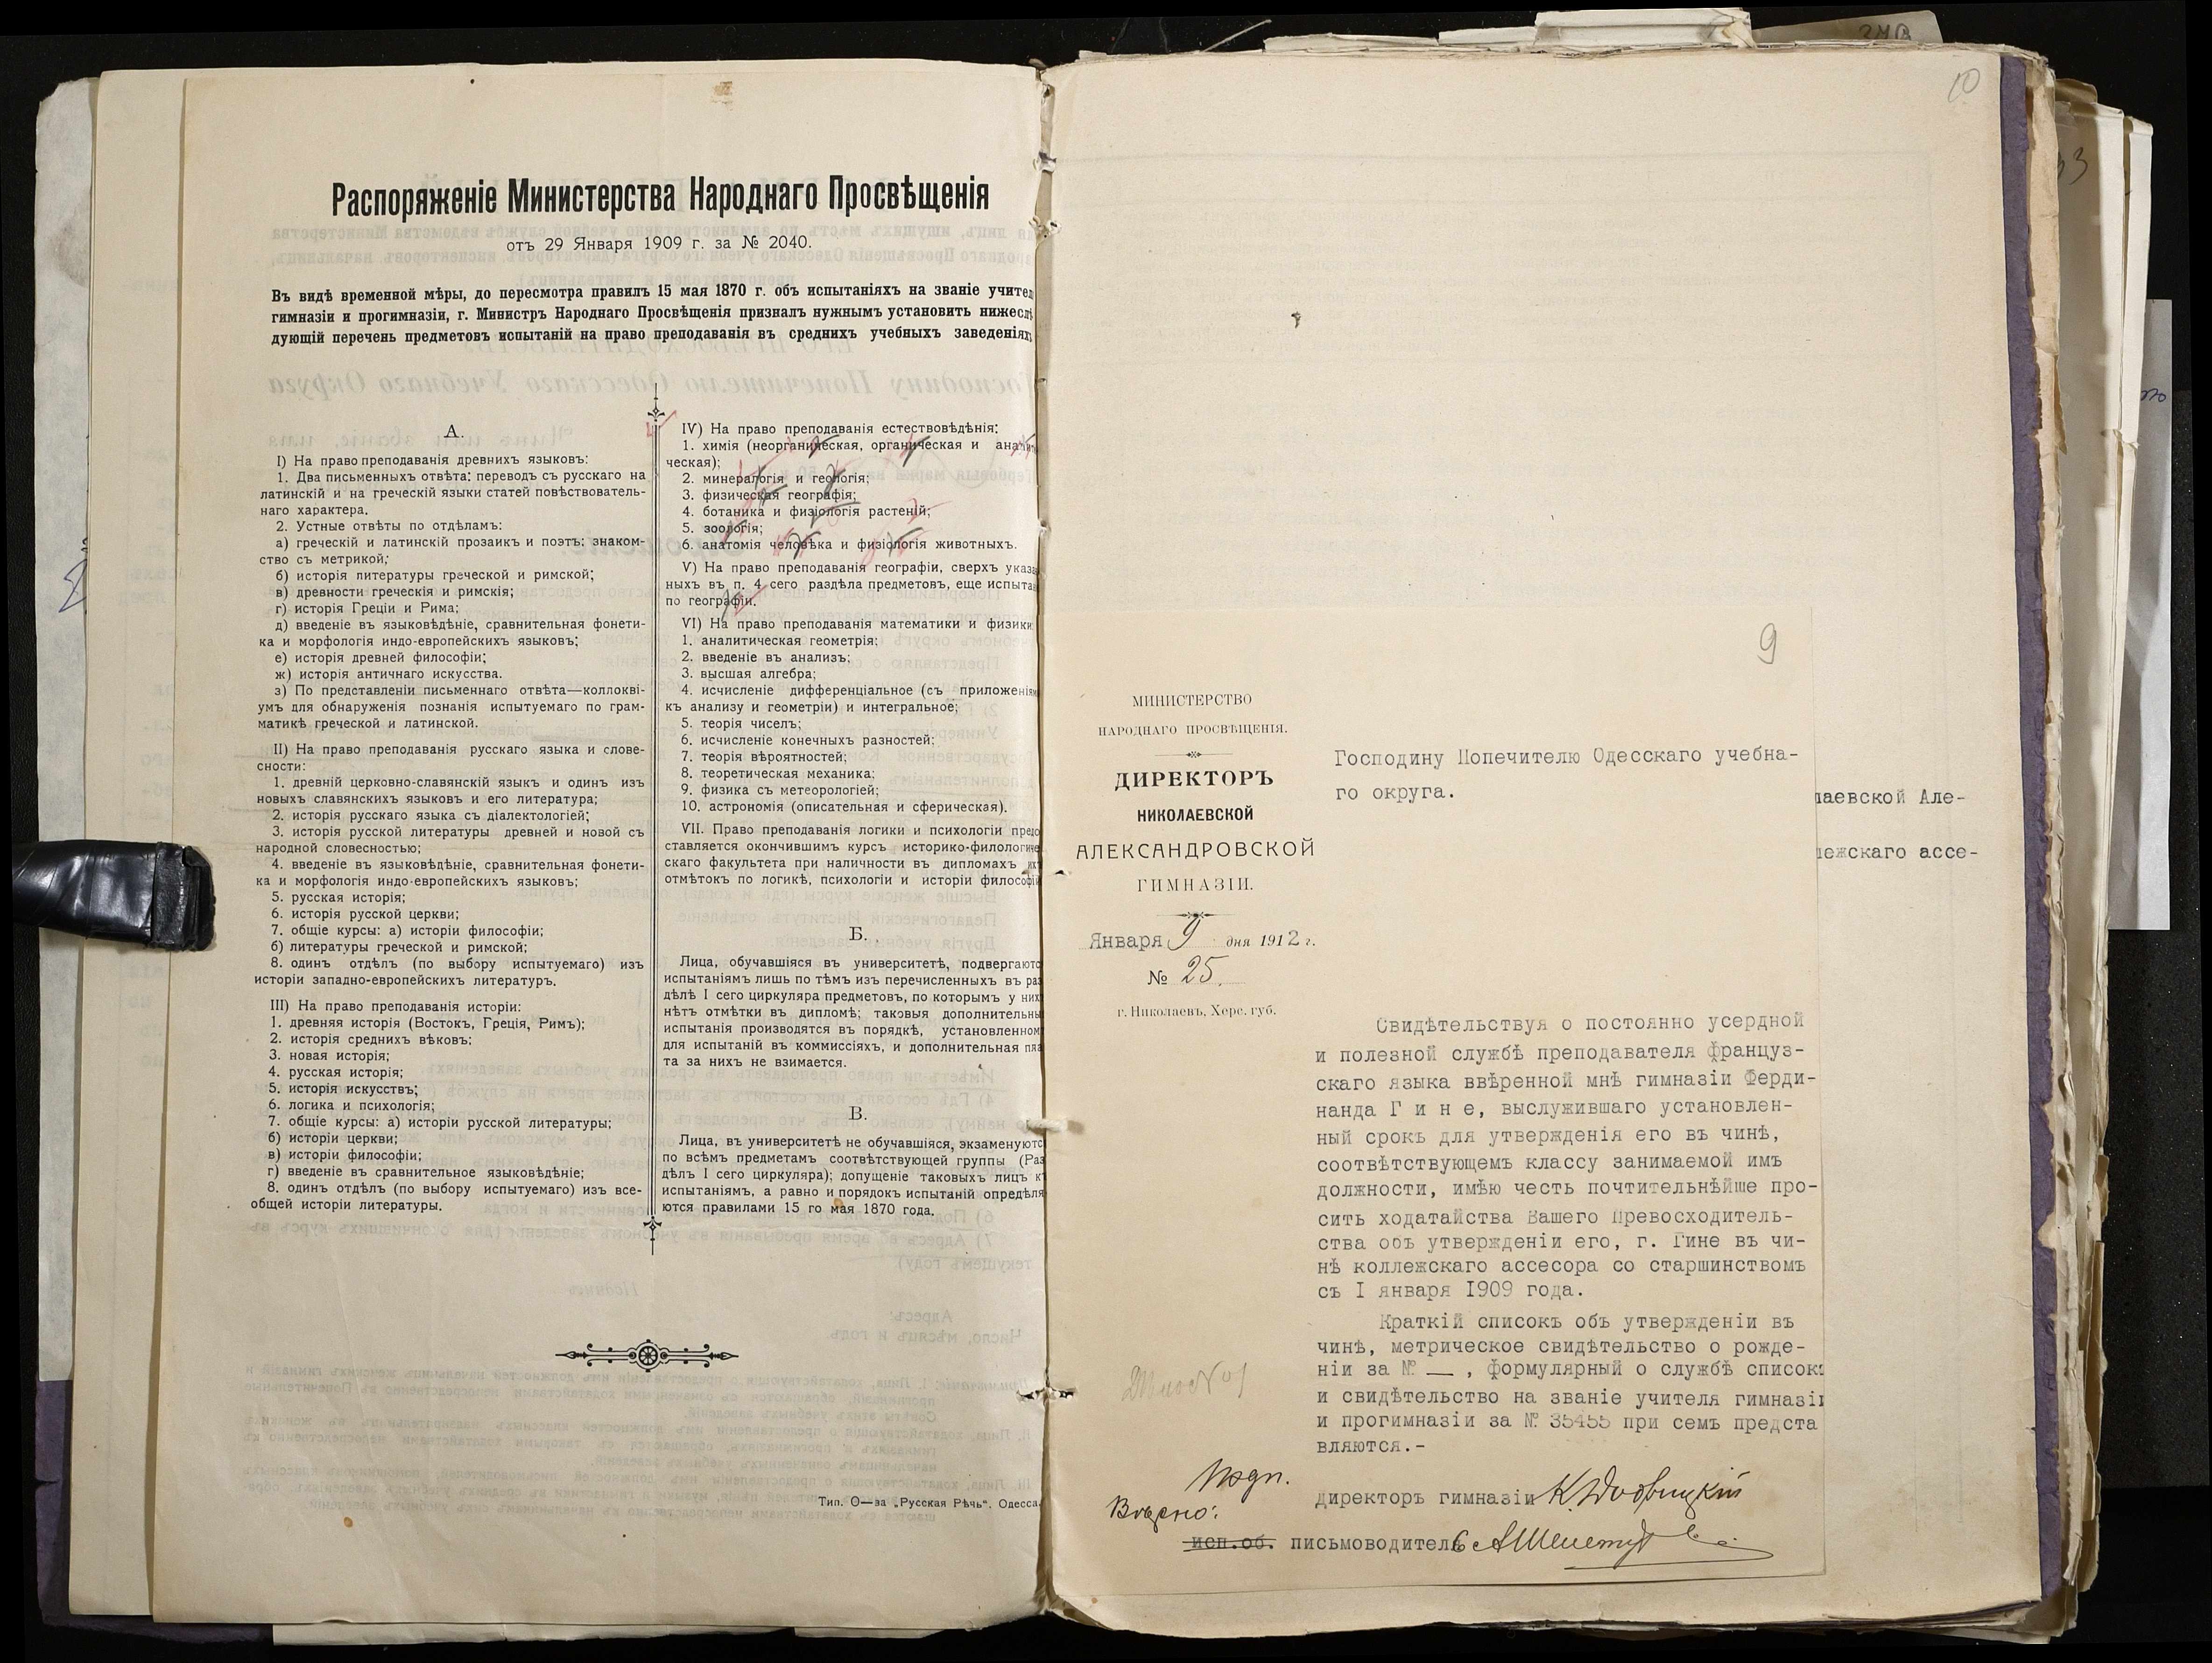 Распоряженіе Министерства Народнаго Просвѣщенія
отъ 29 Января 1909 г. за № 2040.
Въ видѣ временной мѣры, до пересмотра правилъ 15 мая 1870 г. объ испытаніяхъ на званіе учител
гимназіи и прогимназіи, г. Министръ Народнаго Просвѣщенія призналъ нужнымъ установить нижеслѣ
дующій перечень предметовъ испытаній на право преподаванія въ среднихъ учебныхъ заведеніяхъ
А.
I) На право преподаванія древнихъ языковъ:
1. Два письменныхъ отвѣта: переводъ съ русскаго на
латинскій и на греческій языки статей повѣствователь-
наго характера.
2. Устные отвѣты по отдѣламъ:
а) греческій и латинскій прозаикъ и поэтъ; знаком-
ство съ метрикой;
б) исторія литературы греческой и римской;
в) древности греческія и римскія;
г) исторія Греціи и Рима;
д) введеніе въ языковѣдѣніе, сравнительная фонети-
ка и морфологія индо-европейскихъ языковъ;
е) исторія древней философіи;
ж) исторія античнаго искусства.
з) По представленіи письменнаго отвѣта—коллокві-
умъ для обнаруженія познанія испытуемаго по грам-
матикѣ греческой и латинской.
II) На право преподаванія русскаго языка и слове-
сности:
1. древній церковно-славянскій языкъ и одинъ изъ
новыхъ славянскихъ языковъ и его литература;
2. исторія русскаго языка съ діалектологіей;
3. исторія русской литературы древней и новой съ
народной словесностью;
4. введеніе въ языковѣдѣніе, сравнительная фонети-
ка и морфологія индо-европейскихъ языковъ;
5. русская исторія;
6. исторія русской церкви;
7. общіе курсы: а) исторіи философіи;
б) литературы греческой и римской;
8. одинъ отдѣлъ (по выбору испытуемаго) изъ
исторіи западно-европейскихъ литературъ.
III) На право преподаванія исторіи:
1. древняя исторія (Востокъ, Греція, Римъ);
2. исторія среднихъ вѣковъ;
3. новая исторія;
4. русская исторія;
5. исторія искусствъ;
6. логика и психологія;
7. общіе курсы: а) исторіи русской литературы;
б) исторіи церкви;
в) исторіи философіи;
г) введеніе въ сравнительное языковѣдѣніе;
8. одинъ отдѣлъ (по выбору испытуемаго) изъ все-
общей исторіи литературы.
IV) На право преподаванія естествовѣдѣнія:
1. химія (неорганическая, органическая и аналити
ческая);
2. минералогія и геологія;
3. физическая географія;
4. ботаника и физіологія растеній;
5. зоологія;
6. анатомія человѣка и физіологія животныхъ.
V) На право преподаванія географіи, сверхъ указа
ныхъ въ п. 4 сего раздѣла предметовъ, еще испыта
по географіи.
VI) На право преподаванія математики и физики
1. аналитическая геометрія;
2. введеніе въ анализъ;
3. высшая алгебра;
4. исчисленіе дифференціальное (съ приложенія
къ анализу и геометріи) и интегральное;
5. теорія чиселъ;
6. исчисленіе конечныхъ разностей;
7. теорія вѣроятностей;
8. теоретическая механика;
9. физика съ метеорологіей;
10. астрономія (описательная и сферическая).
VII. Право преподаванія логики и психологіи предо
ставляется окончившимъ курсъ историко-филологиче
скаго факультета при наличности въ дипломахъ их
отмѣтокъ по логикѣ, психологіи и исторіи философі
Б.
Лица, обучавшіяся въ университетѣ, подвергаютс
испытаніямъ лишь по тѣмъ изъ перечисленныхъ въ раз
дѣлѣ I сего циркуляра предметовъ, по которымъ у них
нѣтъ отмѣтки въ дипломѣ; таковыя дополнительны
испытанія производятся въ порядкѣ, установленном
для испытаній въ коммиссіяхъ, и дополнительная пла
та за нихъ не взимается.
В.
Лица, въ университетѣ не обучавшіяся, экзаменуютс
по всѣмъ предметамъ соотвѣтствующей группы (Раз
дѣлъ I сего циркуляра); допущеніе таковыхъ лицъ к
испытаніямъ, а равно и порядокъ испытаній опредѣля
ются правилами 15 го мая 1870 года.
Тип. О—за „Русская Рѣчь“. Одесса.
10
9
МИНИСТЕРСТВО
НАРОДНАГО ПРОСВѢЩЕНІЯ.
ДИРЕКТОРЪ
НИКОЛАЕВСКОЙ
АЛЕКСАНДРОВСКОЙ
ГИМНАЗІИ.
Января 9 дня 1912 г.
№ 25.
г. Николаевъ, Херс. губ.
Господину Попечителю Одесскаго учебна-
го округа.
лаевской Але-
лежскаго ассе-
Свидѣтельствуя о постоянно усердной
и полезной службѣ преподавателя француз-
скаго языка ввѣренной мнѣ гимназіи Ферди-
нанда Г и н е, выслужившаго установлен-
ный срокъ для утвержденія его въ чинѣ,
соотвѣтствующемъ классу занимаемой имъ
должности, имѣю честь почтительнѣйше про-
сить ходатайства Вашего Превосходитель-
ства объ утвержденіи его, г. Гине въ чи-
нѣ коллежскаго ассесора со старшинствомъ
съ I января 1909 года.
Краткій списокъ объ утвержденіи въ
чинѣ, метрическое свидѣтельство о рожде-
ніи за № — , формулярный о службѣ списокъ
и свидѣтельство на званіе учителя гимназіи
и прогимназіи за № 35455 при семъ предста
вляются.-
Подп.
директоръ гимназіи К.
Вѣрно:
исп.об. письмоводителя